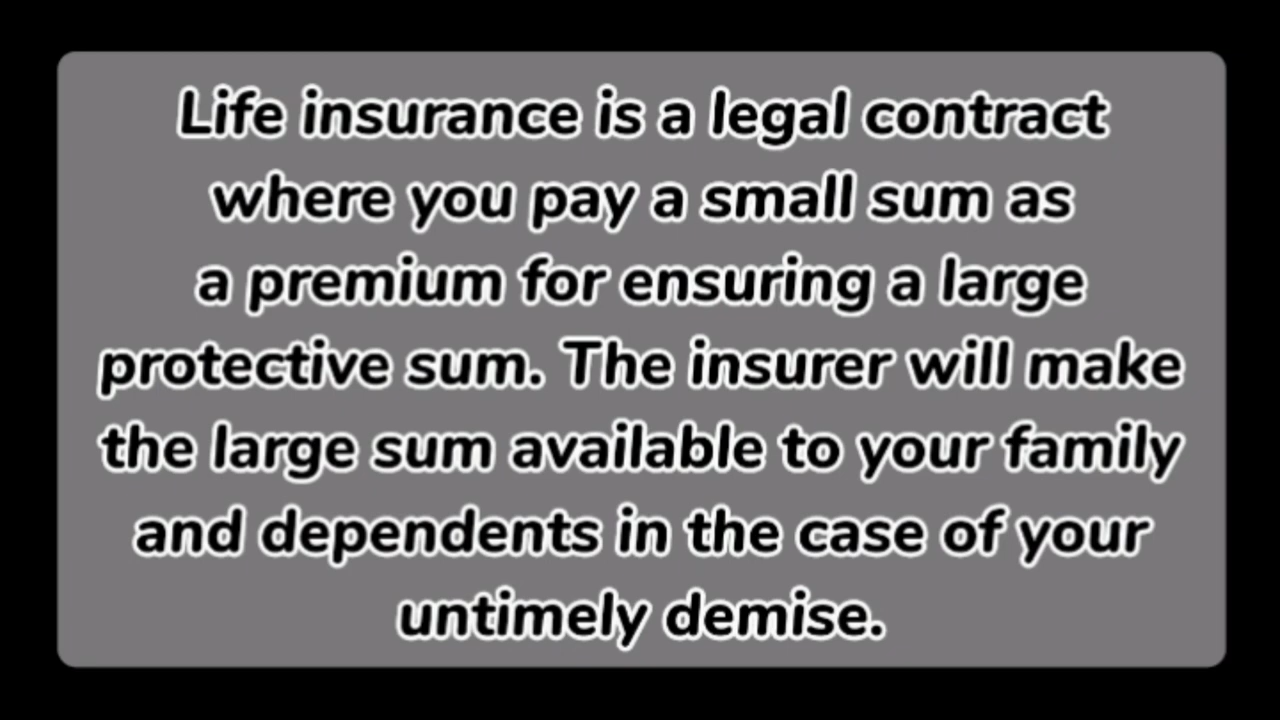 Life insurance is a legal contract
where you pay a small sum as
a premium for ensuring a large
protective sum. The insurer will make
the large sum available to your family
and dependents in the case of your
untimely demise.